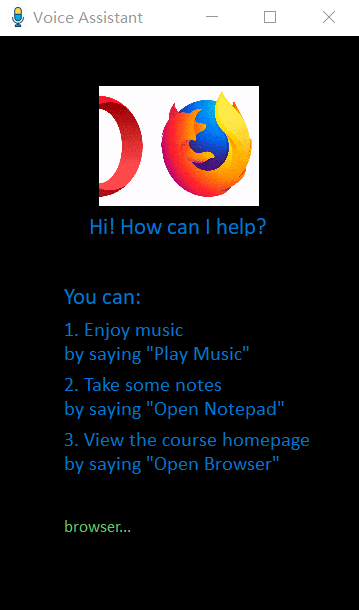 Voice Assistant
Hi! How can I help?
You can:
1. Enjoy music
by saying "Play Music"
2. Take some notes
by saying "Open Notepad"
3. View the course homepage
by saying "Open Browser"
browser...